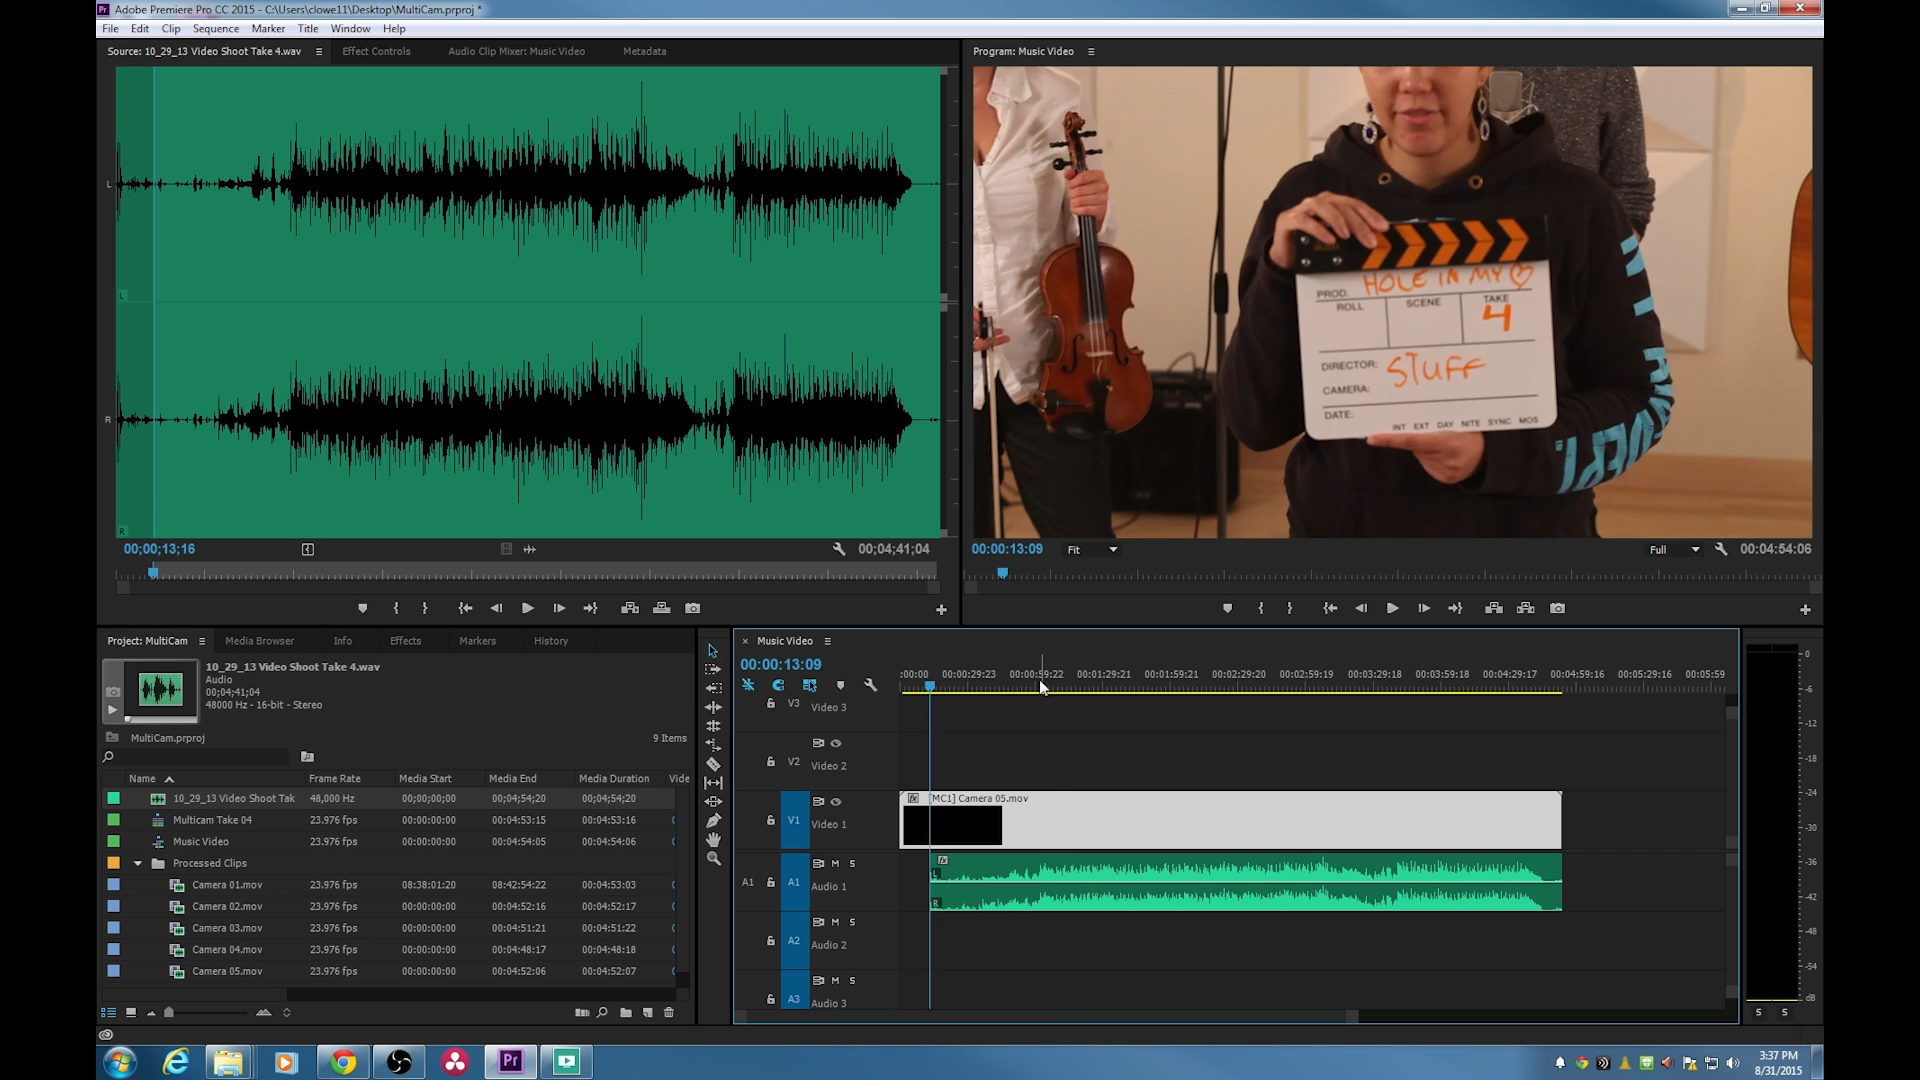 Adobe Premiere Pro CC 2015 - C:\Users\clowe11\Desktop\MultiCam.prproj *
File Edit Clip Sequence Marker Title Window Help
Source: 10_29_13 Video Shoot Take 4.wav Effect Controls Audio Clip Mixer: Music Video Metadata
Program: Music Video
L
L
R
R
PROD. HOLE IN MY
ROLL SCENE TAKE
4
DIRECTOR: STUFF
CAMERA:
DATE:
INT EXT DAY NITE SYNC MOS
00;00;13;16 00;04;41;04
00:00:13:09 Fit Full 00:04:54:06
Project: MultiCam Media Browser Info Effects Markers History
10_29_13 Video Shoot Take 4.wav
Audio
00;04;41;04
48000 Hz - 16-bit - Stereo
MultiCam.prproj 9 Items
Name Frame Rate Media Start Media End Media Duration Vide
10_29_13 Video Shoot Tak 48,000 Hz 00;00;00;00 00;04;54;20 00;04;54;20
Multicam Take 04 23.976 fps 00:00:00:00 00:04:53:15 00:04:53:16
Music Video 23.976 fps 00:00:00:00 00:04:54:05 00:04:54:06
Processed Clips
Camera 01.mov 23.976 fps 08:38:01:20 08:42:54:22 00:04:53:03
Camera 02.mov 23.976 fps 00:00:00:00 00:04:52:16 00:04:52:17
Camera 03.mov 23.976 fps 00:00:00:00 00:04:51:21 00:04:51:22
Camera 04.mov 23.976 fps 00:00:00:00 00:04:48:17 00:04:48:18
Camera 05.mov 23.976 fps 00:00:00:00 00:04:52:06 00:04:52:07
Music Video
00:00:13:09
:00:00 00:00:29:23 00:00:59:22 00:01:29:21 00:01:59:21 00:02:29:20 00:02:59:19 00:03:29:18 00:03:59:18 00:04:29:17 00:04:59:16 00:05:29:16 00:05:59
V3 Video 3
V2 Video 2
fx [MC1] Camera 05.mov
V1 Video 1
M S fx
A1 A1 Audio 1 L
R
M S
A2 Audio 2
M S
A3 Audio 3
0
-6
-12
-18
-24
-30
-36
-42
-48
-54
dB
S S
Pr
3:37 PM
8/31/2015